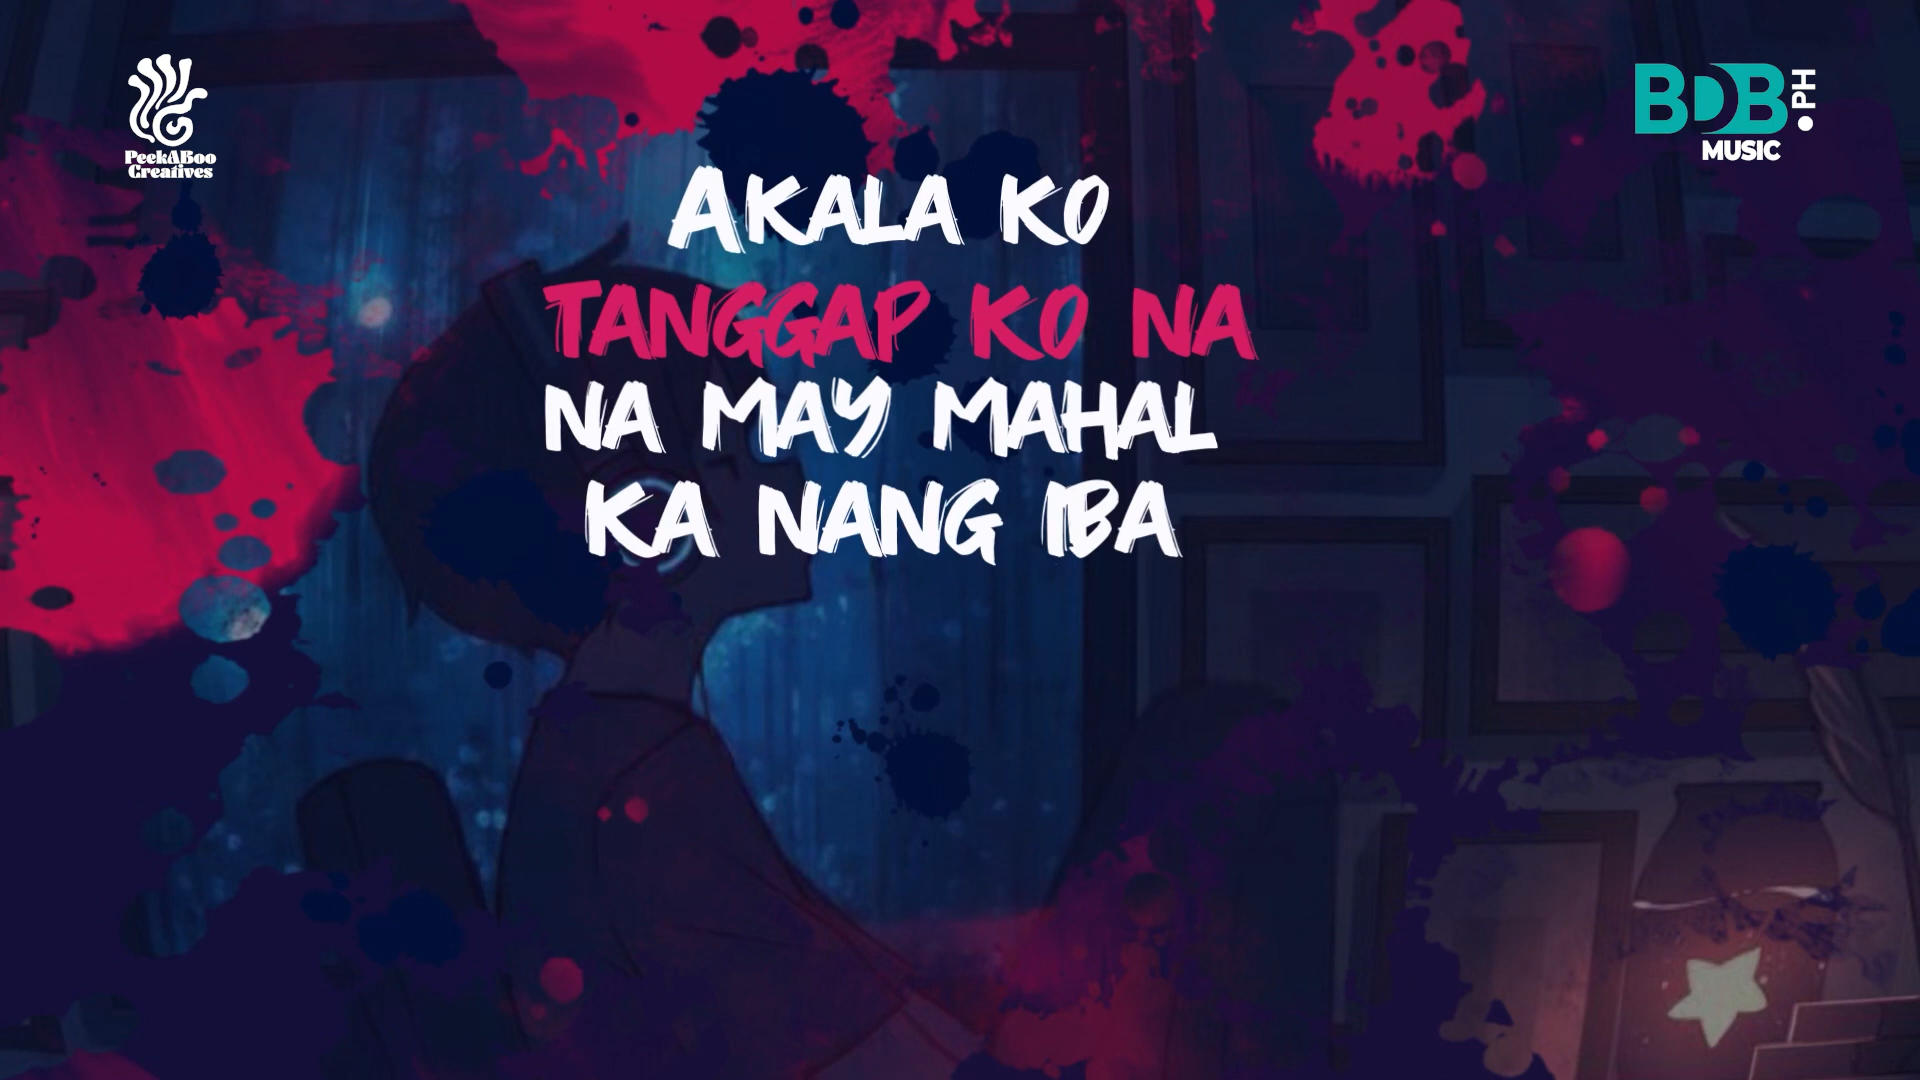 PeekABoo
Creatives
BDB.PH
MUSIC
AKALA KO
TANGGAP KO NA
NA MAY MAHAL
KA NANG IBA